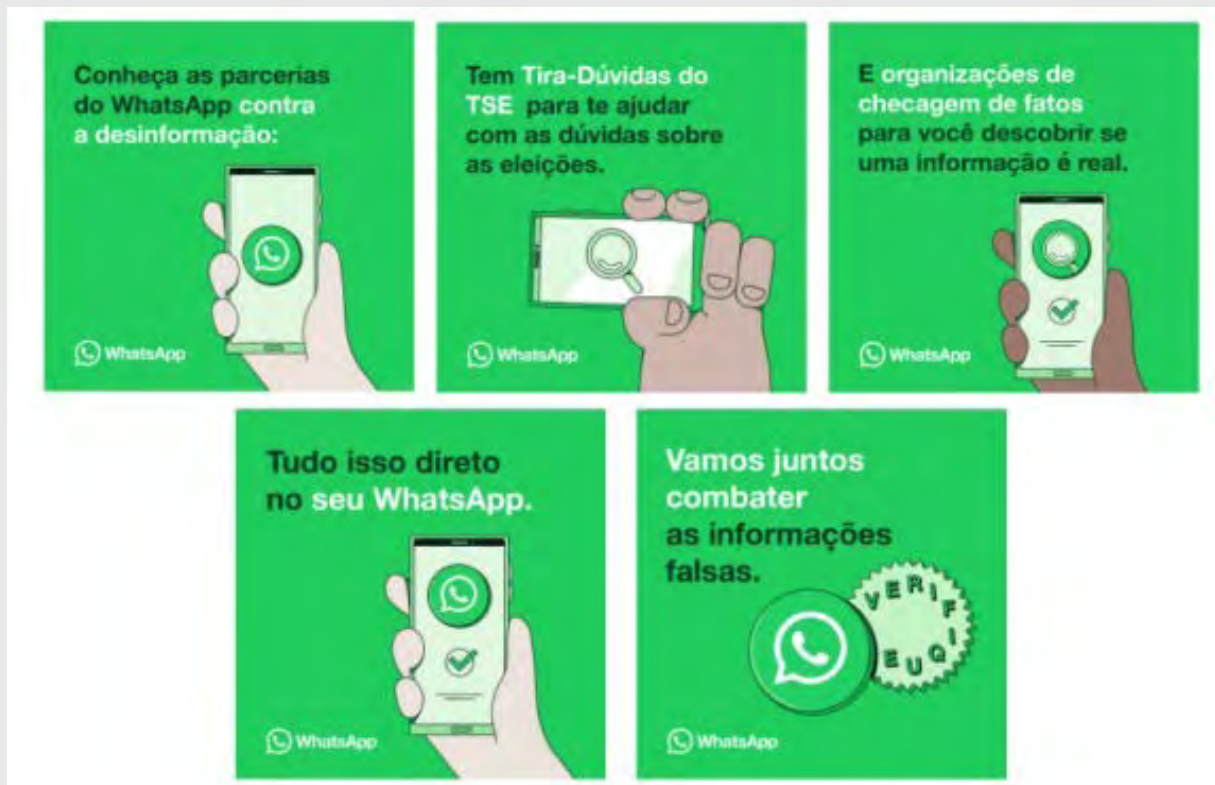 Conheça as parcerias
do WhatsApp contra
a desinformação:
WhatsApp
Tem Tira-Dúvidas do
TSE para te ajudar
com as dúvidas sobre
as eleições.
WhatsApp
E organizações de
checagem de fatos
para você descobrir se
uma informação é real.
WhatsApp
Tudo isso direto
no seu WhatsApp.
WhatsApp
Vamos juntos
combater
as informações
falsas.
VERIFIQUE
WhatsApp